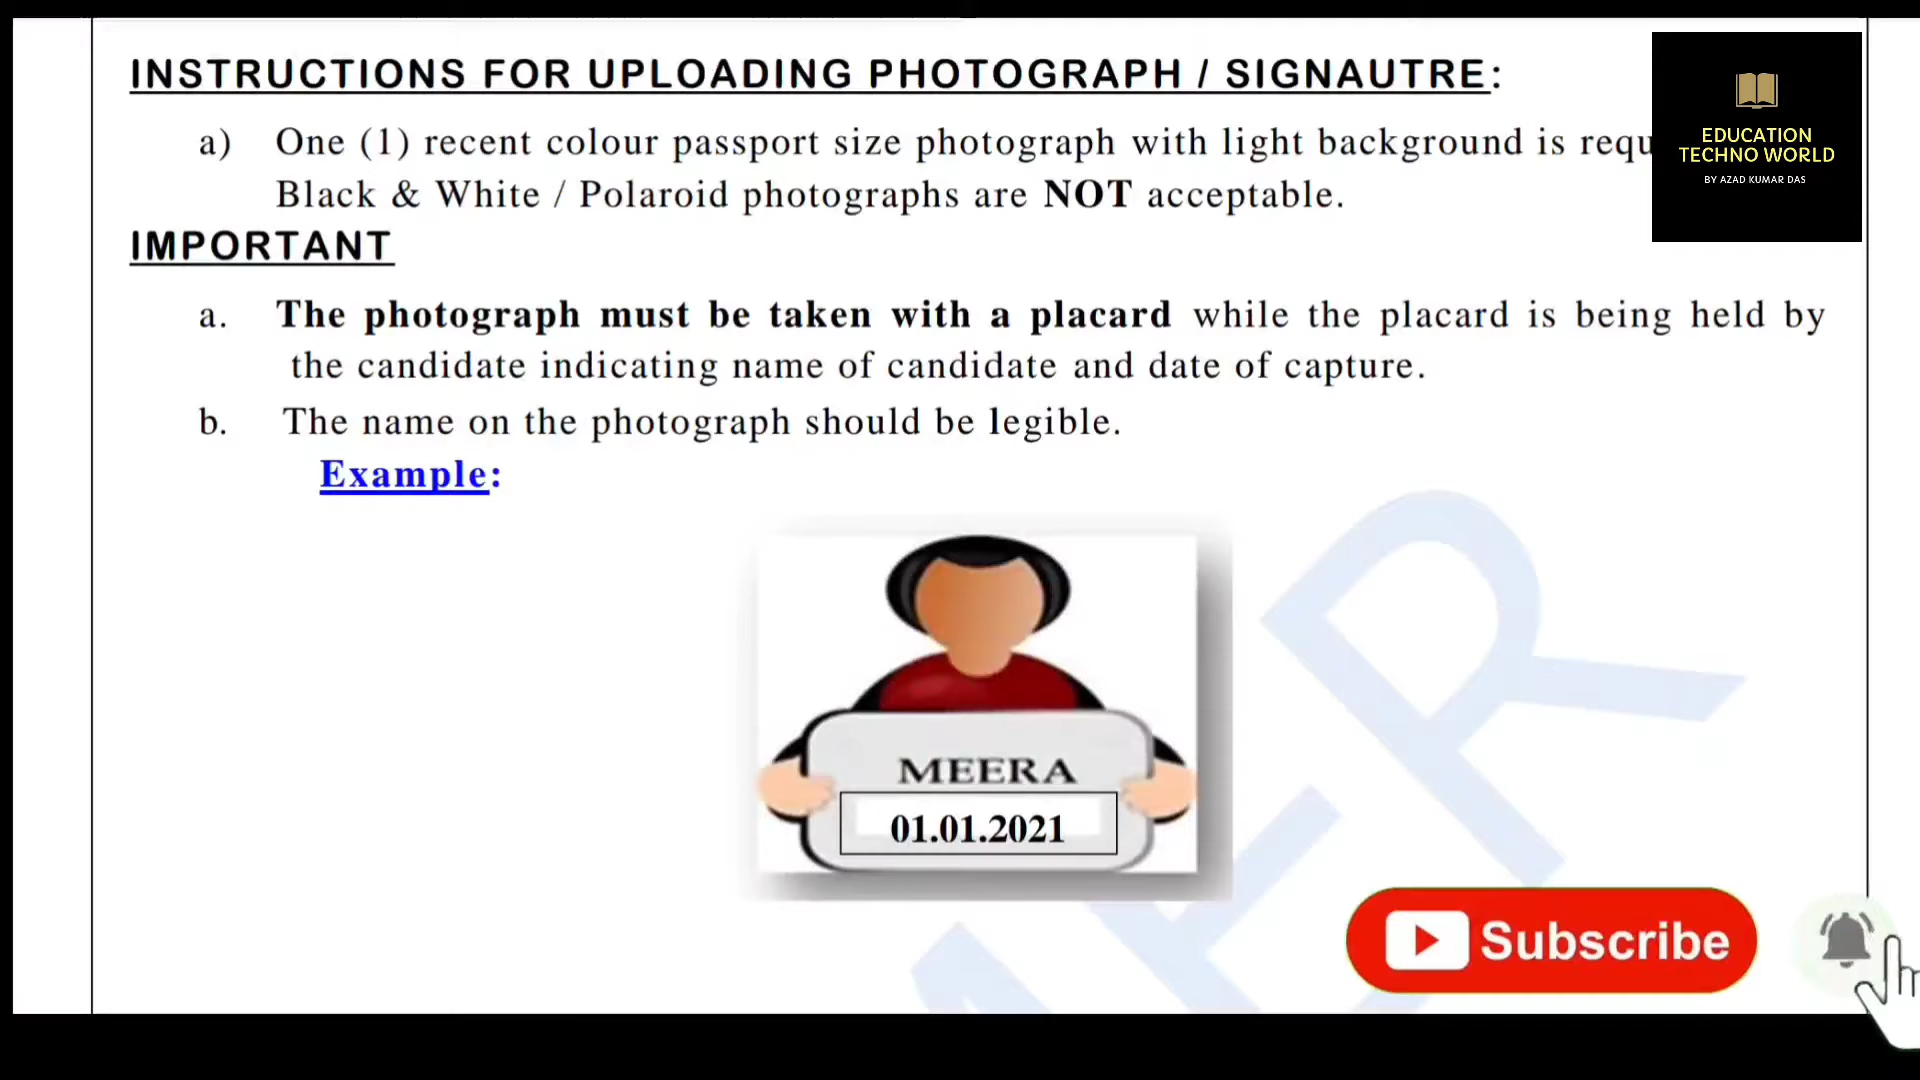 INSTRUCTIONS FOR UPLOADING PHOTOGRAPH / SIGNAUTRE:
a) One (1) recent colour passport size photograph with light background is requ
Black & White / Polaroid photographs are NOT acceptable.
IMPORTANT
a. The photograph must be taken with a placard while the placard is being held by
the candidate indicating name of candidate and date of capture.
b. The name on the photograph should be legible.
Example:
MEERA
01.01.2021
EDUCATION
TECHNO WORLD
BY AZAD KUMAR DAS
MER
Subscribe